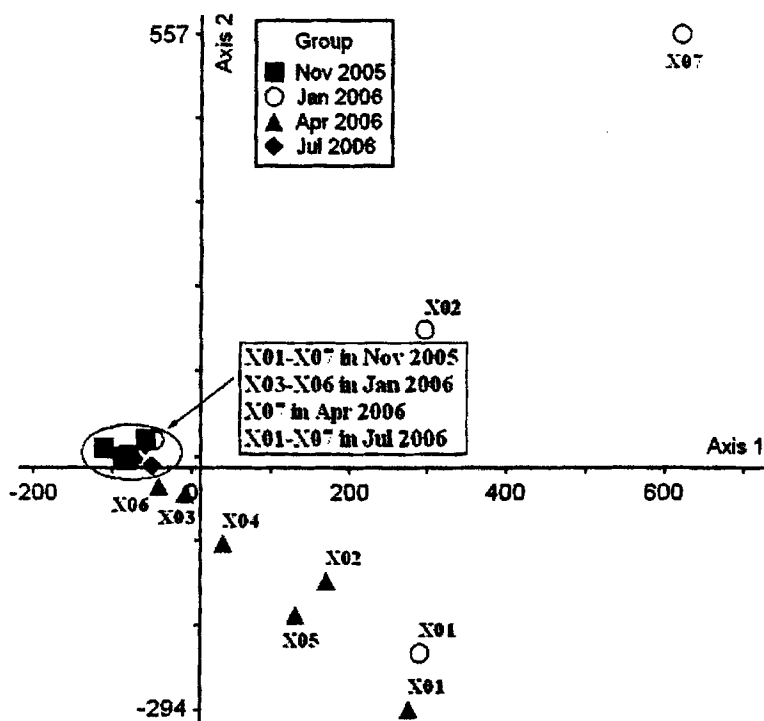 557
Axis 2
Group
Nov 2005
Jan 2006
Apr 2006
Jul 2006
X07
X02
X01-X07 in Nov 2005
X03-X06 in Jan 2006
X07 in Apr 2006
X01-X07 in Jul 2006
Axis 1
-200
0
200
400
600
X06
X03
X04
X02
X05
X01
X01
-294